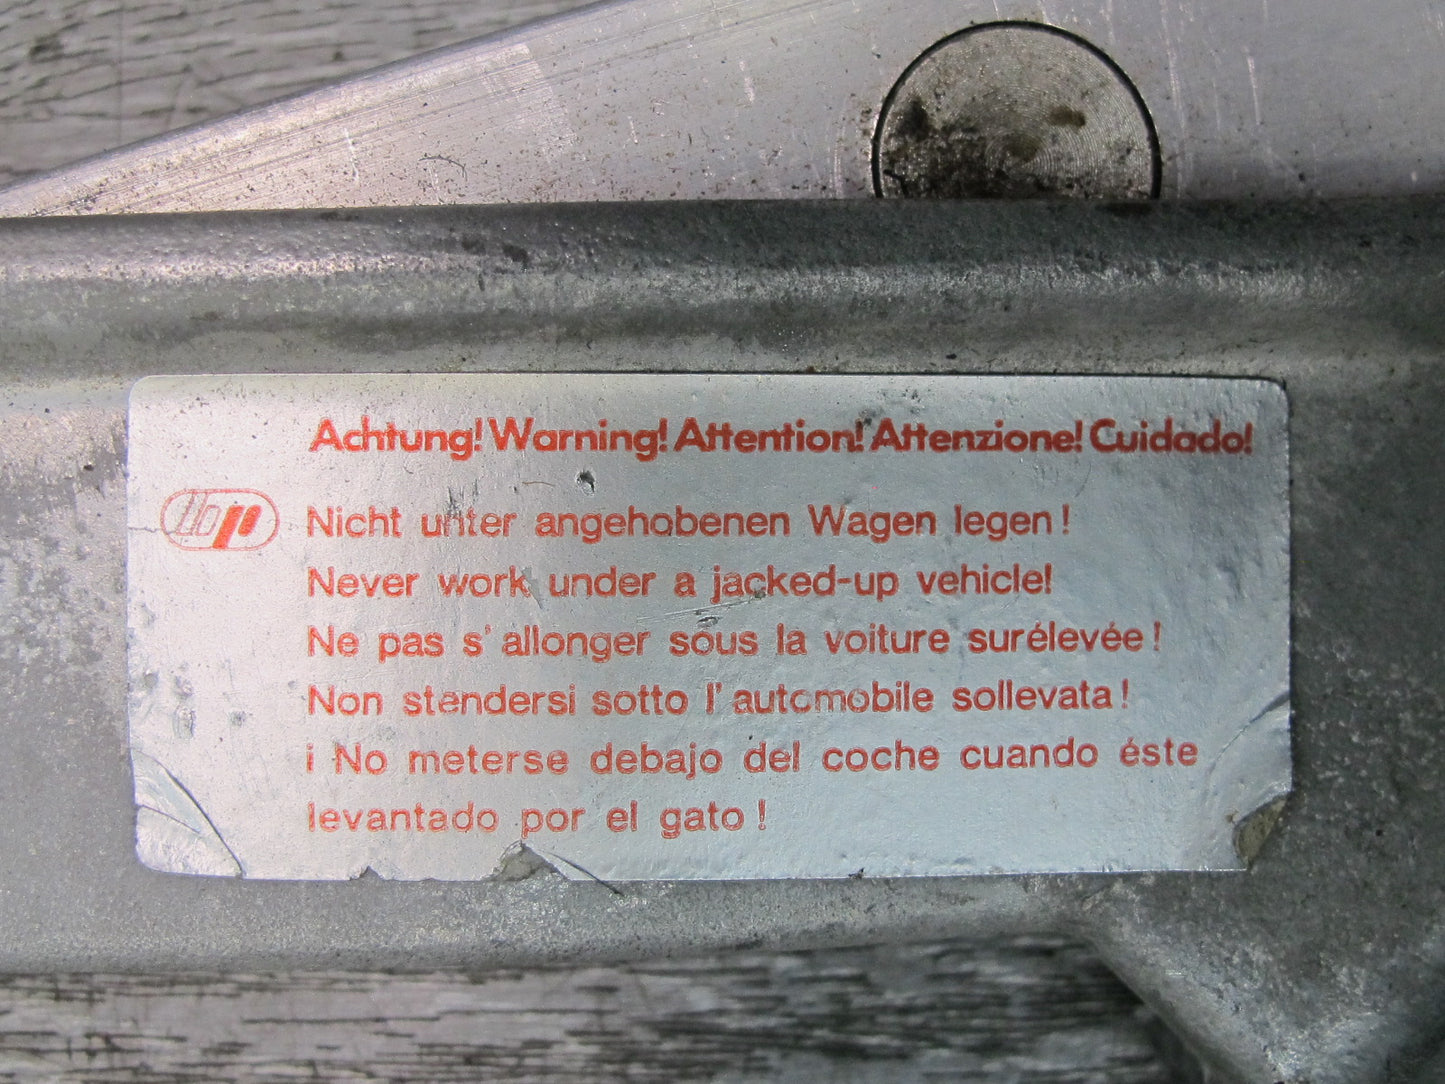 Achtung! Warning! Attention! Attenzione! Cuidado!
Nicht unter angehobenen Wagen legen!
Never work under a jacked-up vehicle!
Ne pas s'allonger sous la voiture surélevée!
Non stendersi sotto l'automobile sollevata!
¡ No meterse debajo del coche cuando éste
levantado por el gato!